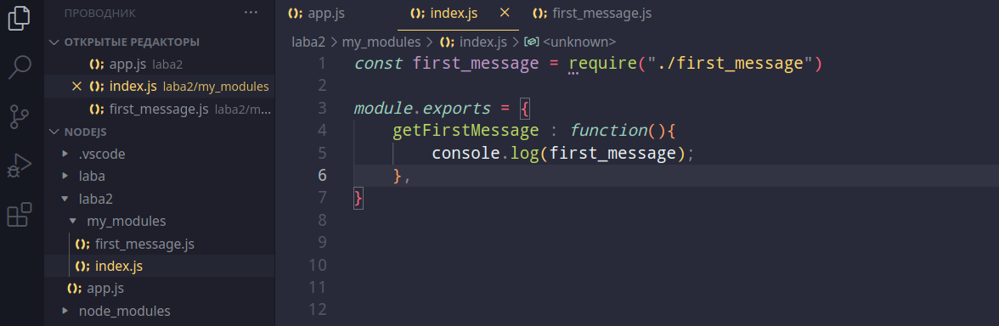 ПРОВОДНИК ···
ОТКРЫТЫЕ РЕДАКТОРЫ
app.js laba2
index.js laba2/my_modules
first_message.js laba2/m...
NODEJS
.vscode
laba
laba2
my_modules
first_message.js
index.js
app.js
node_modules
app.js index.js first_message.js
laba2 > my_modules > index.js > <unknown>
1 const first_message = require("./first_message")
2
3 module.exports = {
4 getFirstMessage : function(){
5 console.log(first_message);
6 },
7 }
8
9
10
11
12